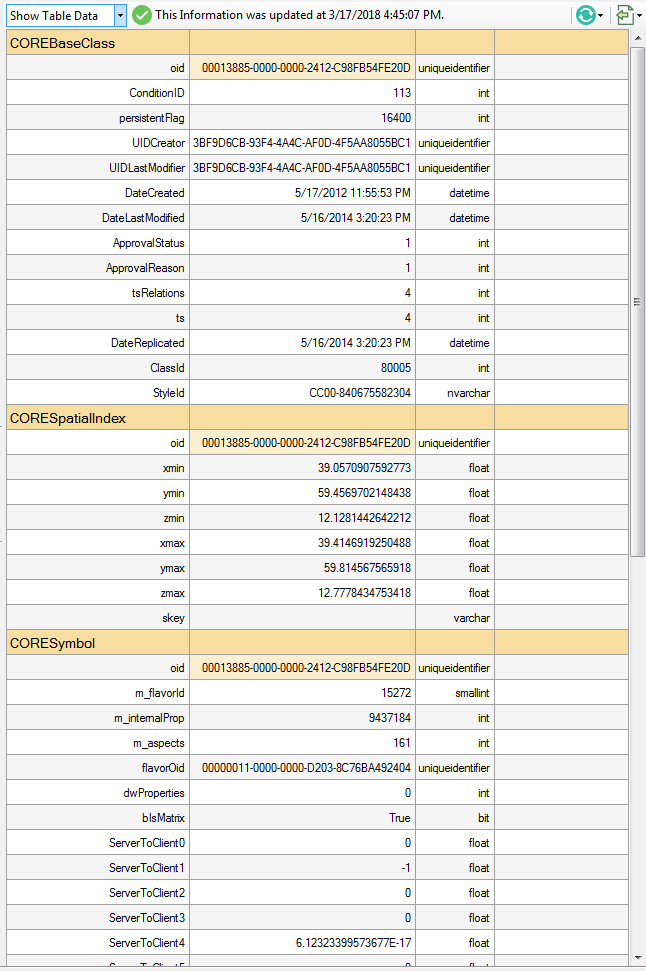 Show Table Data This Information was updated at 3/17/2018 4:45:07 PM.
COREBaseClass
oid 00013885-0000-0000-2412-C98FB54FE20D uniqueidentifier
ConditionID 113 int
persistentFlag 16400 int
UIDCreator 3BF9D6CB-93F4-4A4C-AF0D-4F5AA8055BC1 uniqueidentifier
UIDLastModifier 3BF9D6CB-93F4-4A4C-AF0D-4F5AA8055BC1 uniqueidentifier
DateCreated 5/17/2012 11:55:53 PM datetime
DateLastModified 5/16/2014 3:20:23 PM datetime
ApprovalStatus 1 int
ApprovalReason 1 int
tsRelations 4 int
ts 4 int
DateReplicated 5/16/2014 3:20:23 PM datetime
ClassId 80005 int
StyleId CC00-840675582304 nvarchar
CORESpatialIndex
oid 00013885-0000-0000-2412-C98FB54FE20D uniqueidentifier
xmin 39.0570907592773 float
ymin 59.4569702148438 float
zmin 12.1281442642212 float
xmax 39.4146919250488 float
ymax 59.814567565918 float
zmax 12.7778434753418 float
skey varchar
CORESymbol
oid 00013885-0000-0000-2412-C98FB54FE20D uniqueidentifier
m_flavorId 15272 smallint
m_internalProp 9437184 int
m_aspects 161 int
flavorOid 00000011-0000-0000-D203-8C76BA492404 uniqueidentifier
dwProperties 0 int
bIsMatrix True bit
ServerToClient0 0 float
ServerToClient1 -1 float
ServerToClient2 0 float
ServerToClient3 0 float
ServerToClient4 6.12323399573677E-17 float